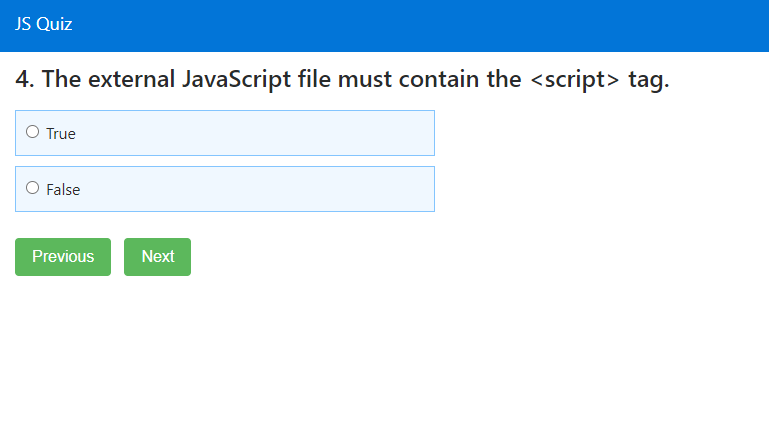 JS Quiz
4. The external JavaScript file must contain the <script> tag.
True
False
Previous
Next